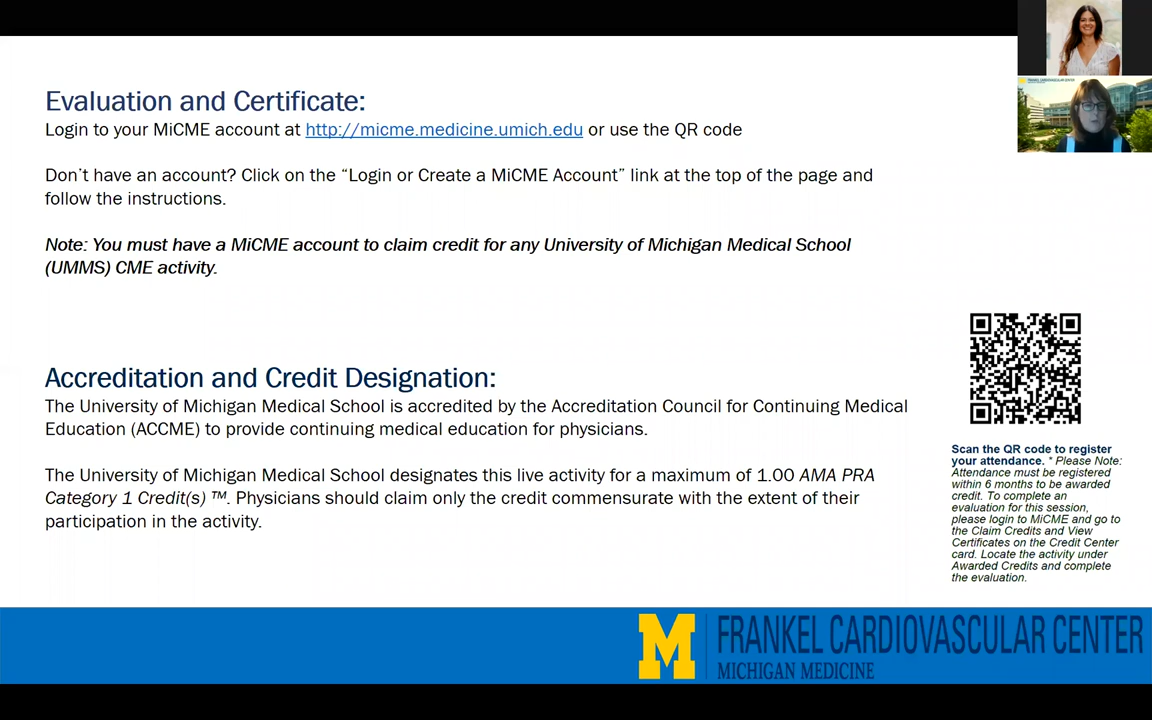 Evaluation and Certificate:
Login to your MiCME account at http://micme.medicine.umich.edu or use the QR code
Don't have an account? Click on the “Login or Create a MiCME Account” link at the top of the page and
follow the instructions.
Note: You must have a MiCME account to claim credit for any University of Michigan Medical School
(UMMS) CME activity.
Accreditation and Credit Designation:
The University of Michigan Medical School is accredited by the Accreditation Council for Continuing Medical
Education (ACCME) to provide continuing medical education for physicians.
The University of Michigan Medical School designates this live activity for a maximum of 1.00 AMA PRA
Category 1 Credit(s) ™. Physicians should claim only the credit commensurate with the extent of their
participation in the activity.
Scan the QR code to register
your attendance. * Please Note:
Attendance must be registered
within 6 months to be awarded
credit. To complete an
evaluation for this session,
please login to MiCME and go to
the Claim Credits and View
Certificates on the Credit Center
card. Locate the activity under
Awarded Credits and complete
the evaluation.
M
FRANKEL CARDIOVASCULAR CENTER
MICHIGAN MEDICINE